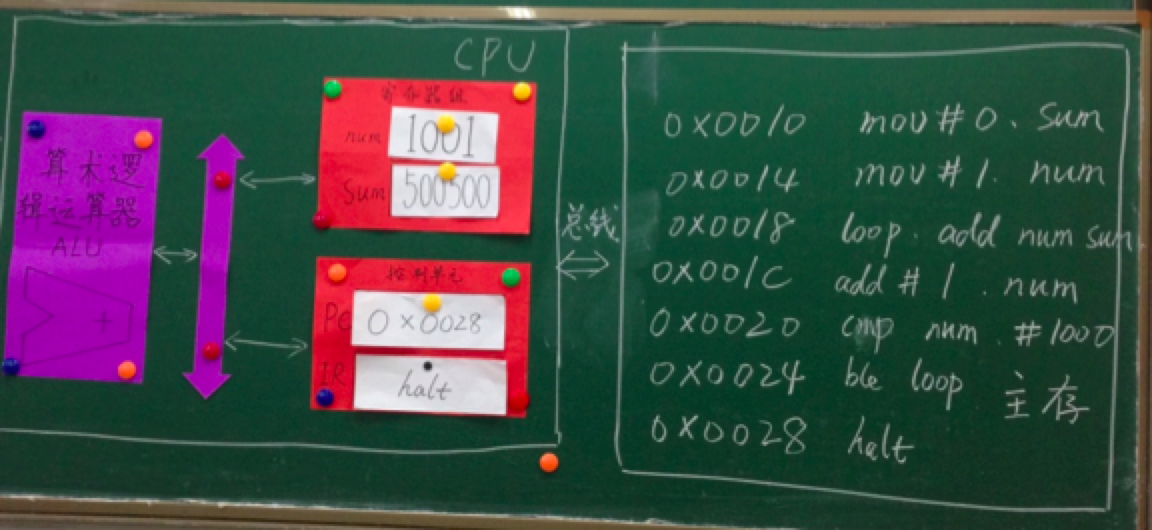 CPU
算术逻
辑运算器
ALU
+
寄存器组
num 1001
Sum 500500
控制单元
PC 0x0028
IR halt
总线
0x0010 mov #0. sum
0x0014 mov #1. num
0x0018 loop. add num sum
0x001C add #1. num
0x0020 cmp num. #1000
0x0024 ble loop
0x0028 halt
主存